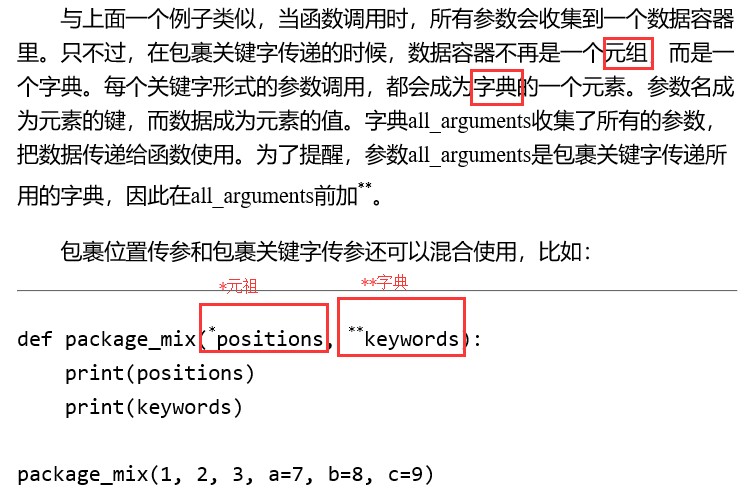 与上面一个例子类似，当函数调用时，所有参数会收集到一个数据容器
里。只不过，在包裹关键字传递的时候，数据容器不再是一个元组 而是一
个字典。每个关键字形式的参数调用，都会成为字典的一个元素。参数名成
为元素的键，而数据成为元素的值。字典all_arguments收集了所有的参数，
把数据传递给函数使用。为了提醒，参数all_arguments是包裹关键字传递所
用的字典，因此在all_arguments前加**。
包裹位置传参和包裹关键字传参还可以混合使用，比如：
*元祖 **字典
def package_mix(*positions, **keywords):
    print(positions)
    print(keywords)
package_mix(1, 2, 3, a=7, b=8, c=9)